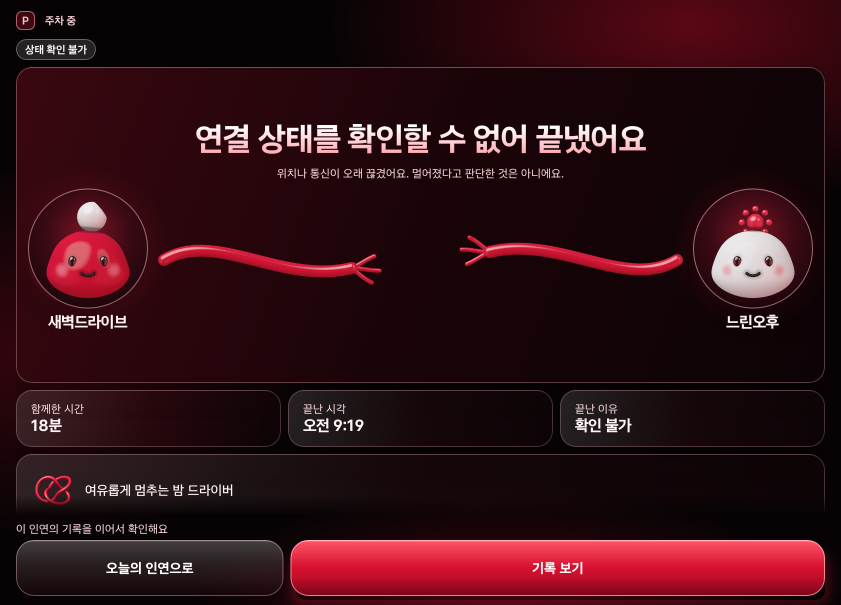 P 주차 중
상태 확인 불가
연결 상태를 확인할 수 없어 끝냈어요
위치나 통신이 오래 끊겼어요. 멀어졌다고 판단한 것은 아니에요.
새벽드라이브
느린오후
함께한 시간
18분
끝난 시각
오전 9:19
끝난 이유
확인 불가
여유롭게 멈추는 밤 드라이버
이 인연의 기록을 이어서 확인해요
오늘의 인연으로
기록 보기